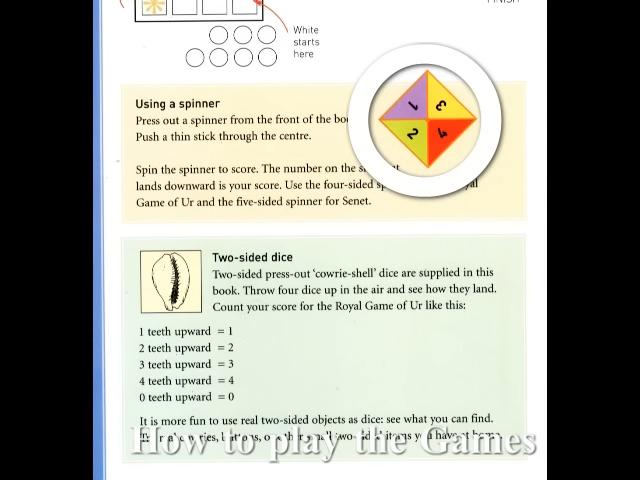 FINISH
White
starts
here
Using a spinner
Press out a spinner from the front of the
Push a thin stick through the centre.
Spin the spinner to score. The number on the
lands downward is your score. Use the four-sided
Game of Ur and the five-sided spinner for Senet.
1
3
2
4
Two-sided dice
Two-sided press-out ‘cowrie-shell’ dice are supplied in this
book. Throw four dice up in the air and see how they land.
Count your score for the Royal Game of Ur like this:
1 teeth upward = 1
2 teeth upward = 2
3 teeth upward = 3
4 teeth upward = 4
0 teeth upward = 0
It is more fun to use real two-sided objects as dice: see what you can find.
How to play the Games